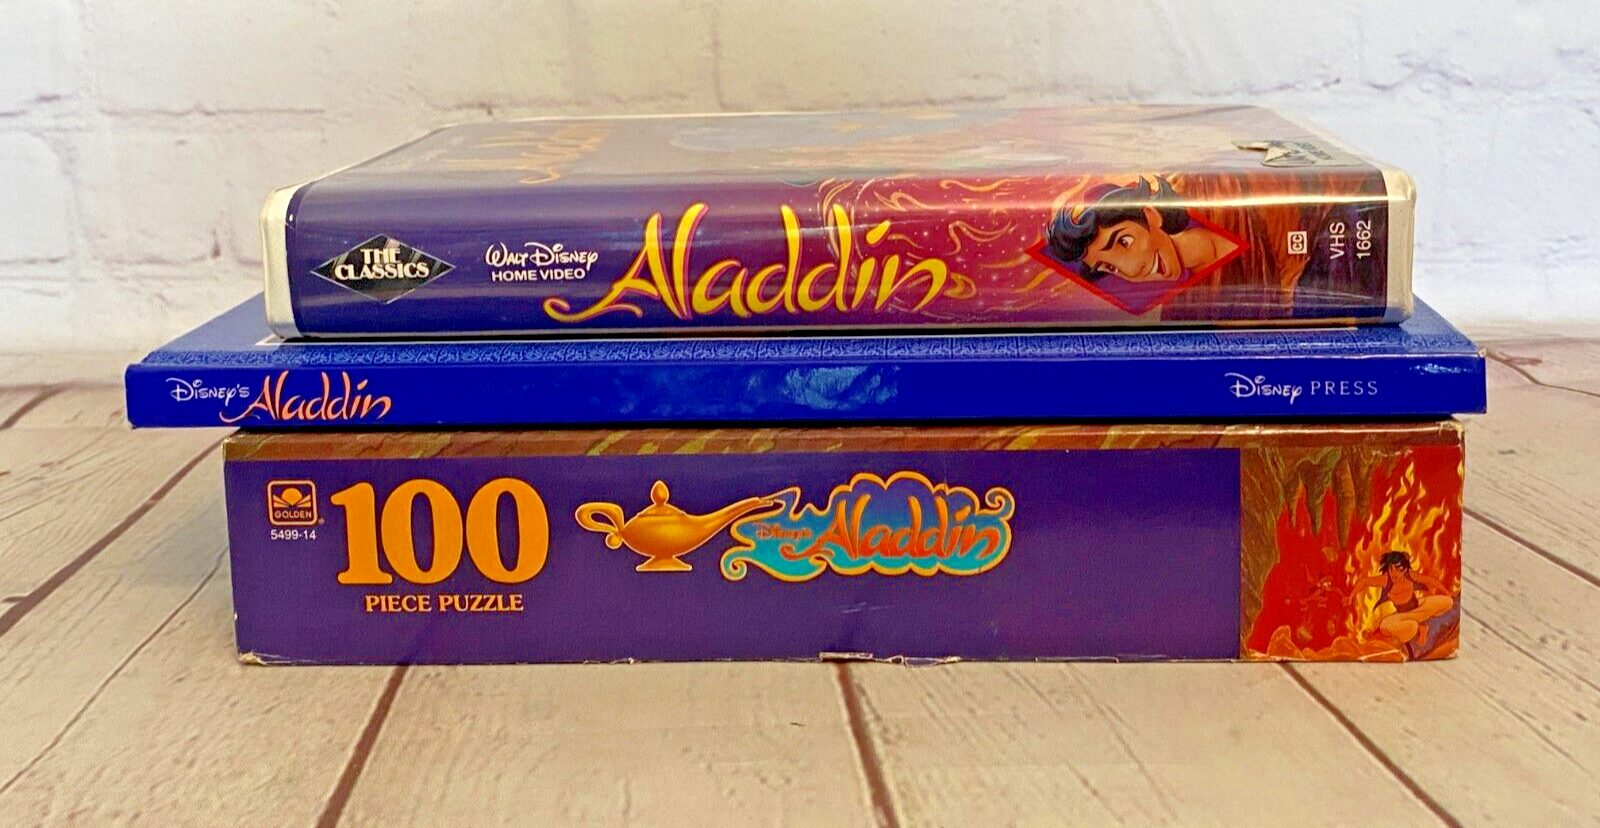 THE
CLASSICS
WALT DISNEY
HOME VIDEO
Aladdin
CC
VHS
1662
DISNEY'S Aladdin
DISNEY PRESS
GOLDEN
5499-14
100
PIECE PUZZLE
Disney's Aladdin